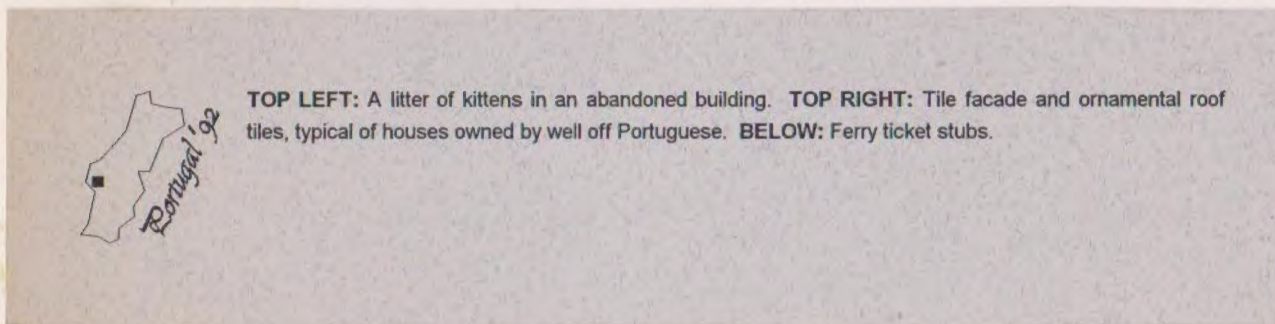 TOP LEFT: A litter of kittens in an abandoned building. TOP RIGHT: Tile facade and ornamental roof
tiles, typical of houses owned by well off Portuguese. BELOW: Ferry ticket stubs.
Portugal '92